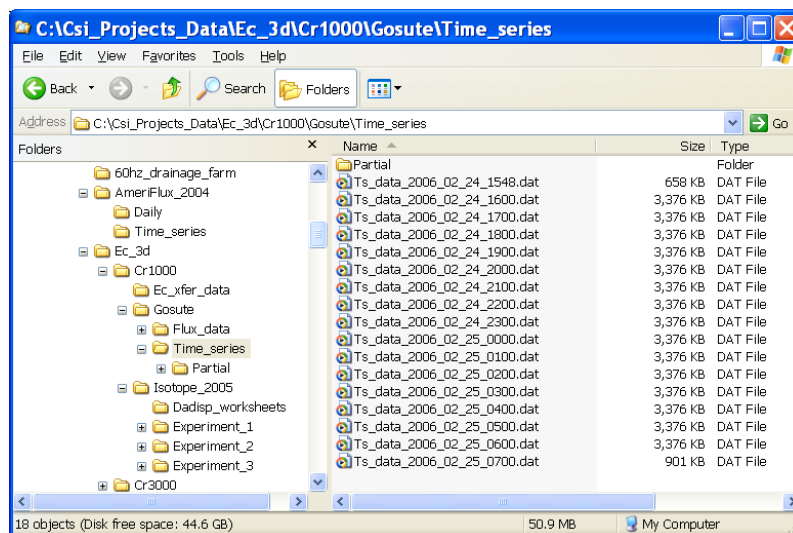 C:\Csi_Projects_Data\Ec_3d\Cr1000\Gosute\Time_series
File Edit View Favorites Tools Help
Back Search Folders
Address C:\Csi_Projects_Data\Ec_3d\Cr1000\Gosute\Time_series Go
Folders x Name Size Type
60hz_drainage_farm
AmeriFlux_2004
Daily
Time_series
Ec_3d
Cr1000
Ec_xfer_data
Gosute
Flux_data
Time_series
Partial
Isotope_2005
Dadisp_worksheets
Experiment_1
Experiment_2
Experiment_3
Cr3000
Partial Folder
Ts_data_2006_02_24_1548.dat 658 KB DAT File
Ts_data_2006_02_24_1600.dat 3,376 KB DAT File
Ts_data_2006_02_24_1700.dat 3,376 KB DAT File
Ts_data_2006_02_24_1800.dat 3,376 KB DAT File
Ts_data_2006_02_24_1900.dat 3,376 KB DAT File
Ts_data_2006_02_24_2000.dat 3,376 KB DAT File
Ts_data_2006_02_24_2100.dat 3,376 KB DAT File
Ts_data_2006_02_24_2200.dat 3,376 KB DAT File
Ts_data_2006_02_24_2300.dat 3,376 KB DAT File
Ts_data_2006_02_25_0000.dat 3,376 KB DAT File
Ts_data_2006_02_25_0100.dat 3,376 KB DAT File
Ts_data_2006_02_25_0200.dat 3,376 KB DAT File
Ts_data_2006_02_25_0300.dat 3,376 KB DAT File
Ts_data_2006_02_25_0400.dat 3,376 KB DAT File
Ts_data_2006_02_25_0500.dat 3,376 KB DAT File
Ts_data_2006_02_25_0600.dat 3,376 KB DAT File
Ts_data_2006_02_25_0700.dat 901 KB DAT File
18 objects (Disk free space: 44.6 GB) 50.9 MB My Computer